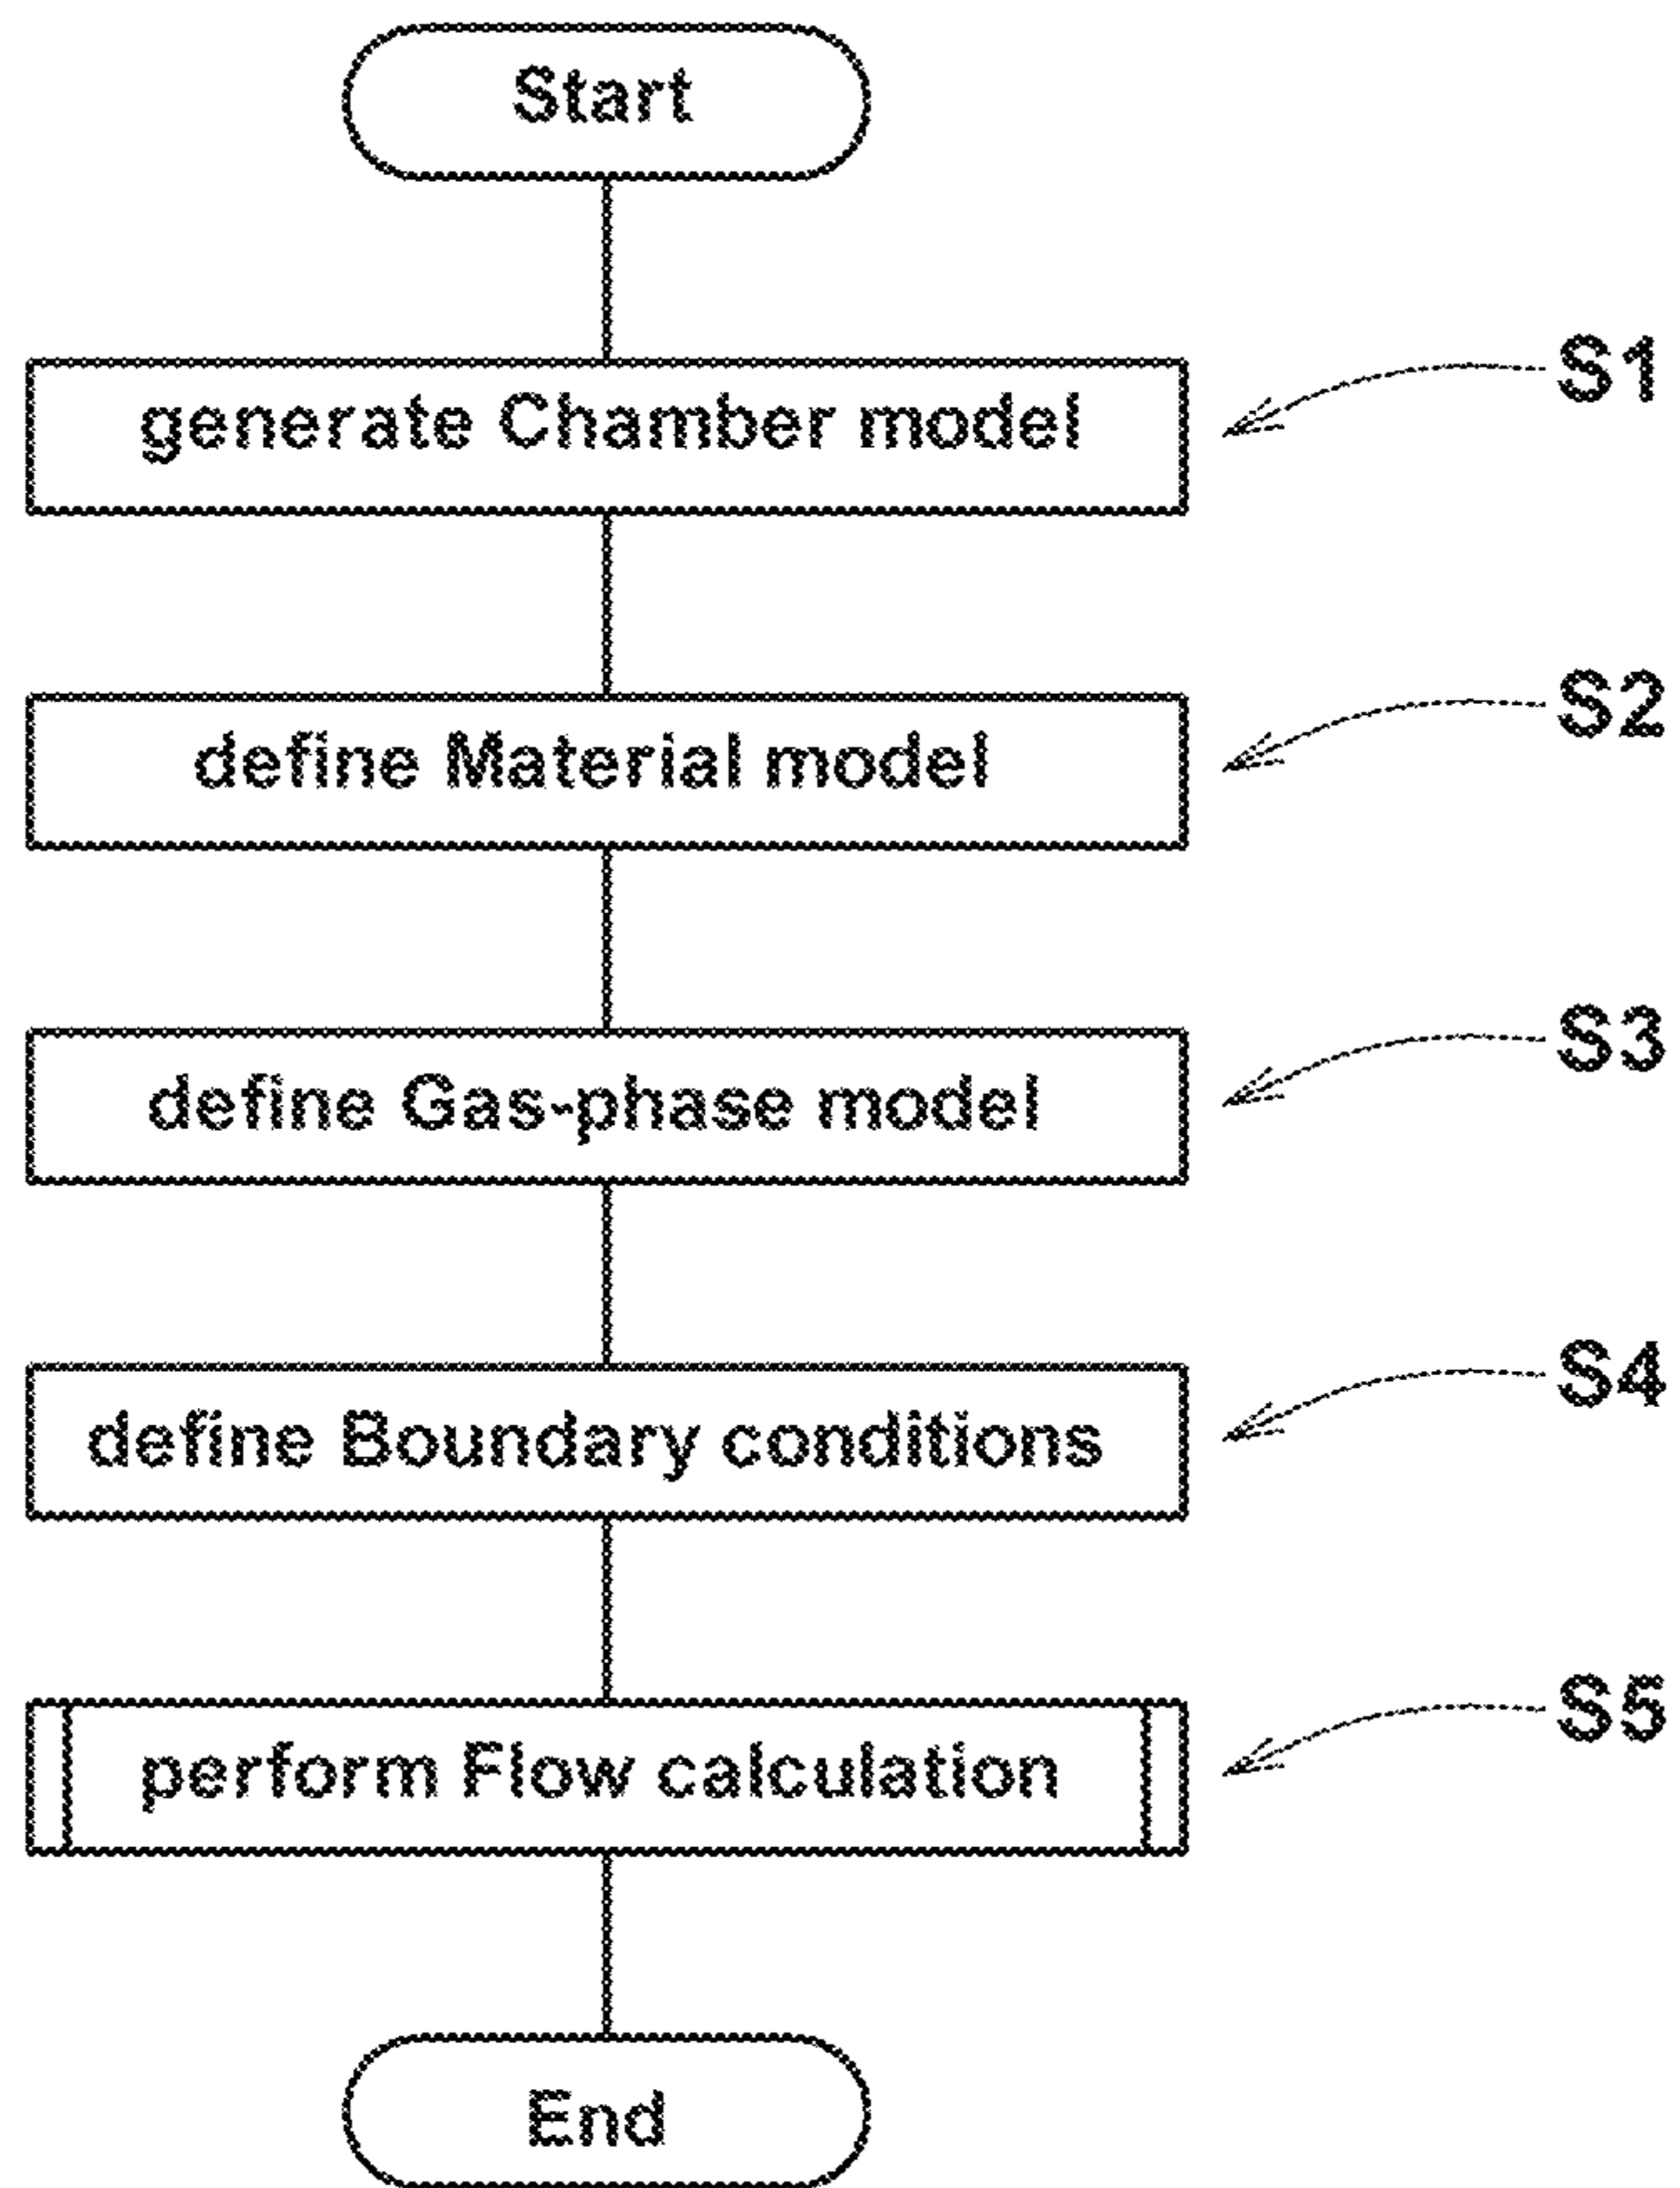 Start
generate Chamber model
S1
define Material model
S2
define Gas-phase model
S3
define Boundary conditions
S4
perform Flow calculation
S5
End